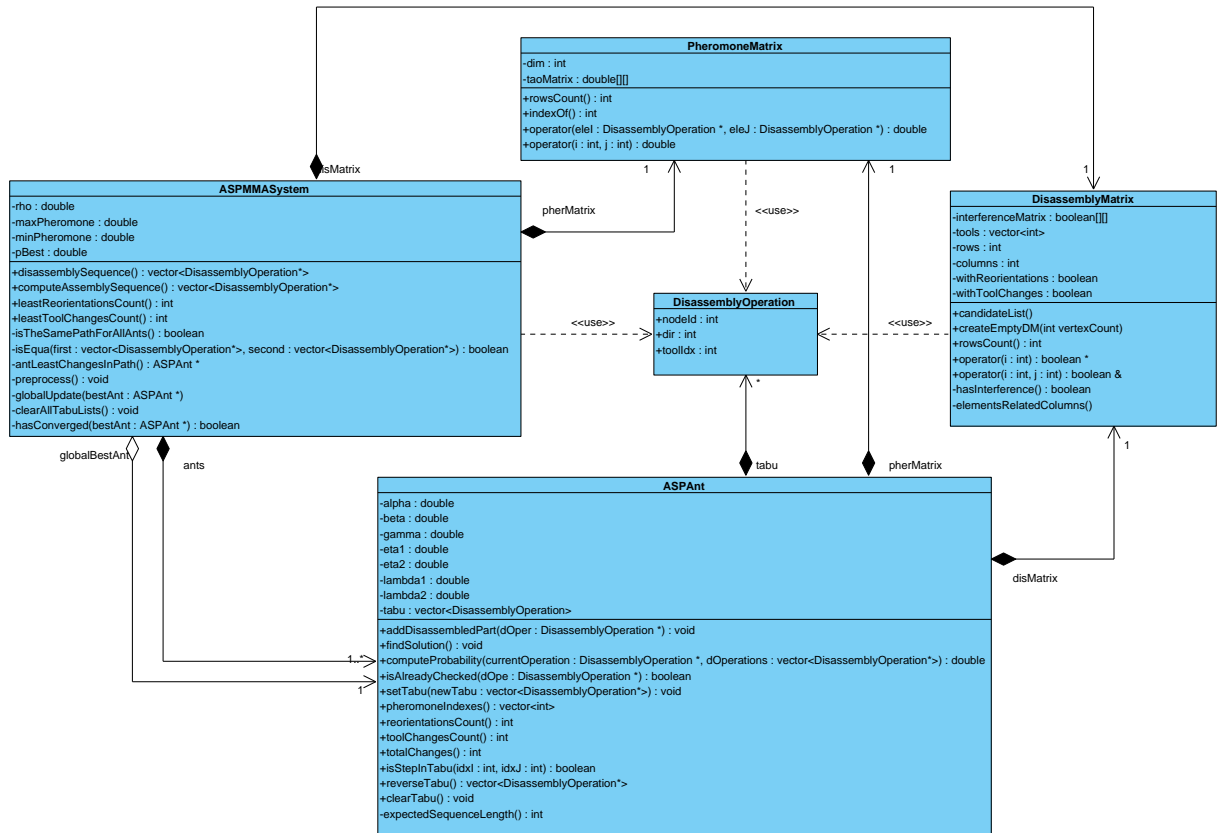 PheromoneMatrix
-dim : int
-taoMatrix : double[][]
+rowsCount() : int
+indexOf() : int
+operator(eleI : DisassemblyOperation *, eleJ : DisassemblyOperation *) : double
+operator(i : int, j : int) : double
disMatrix
1
1
1
ASPMMASystem
-rho : double
-maxPheromone : double
-minPheromone : double
-pBest : double
+disassemblySequence() : vector<DisassemblyOperation*>
+computeAssemblySequence() : vector<DisassemblyOperation*>
+leastReorientationsCount() : int
+leastToolChangesCount() : int
-isTheSamePathForAllAnts() : boolean
-isEqua(first : vector<DisassemblyOperation*>, second : vector<DisassemblyOperation*>) : boolean
-antLeastChangesInPath() : ASPAnt *
-preprocess() : void
-globalUpdate(bestAnt : ASPAnt *)
-clearAllTabuLists() : void
-hasConverged(bestAnt : ASPAnt *) : boolean
pherMatrix
<<use>>
<<use>>
<<use>>
DisassemblyOperation
+nodeId : int
+dir : int
+toolIdx : int
DisassemblyMatrix
-interferenceMatrix : boolean[][]
-tools : vector<int>
-rows : int
-columns : int
-withReorientations : boolean
-withToolChanges : boolean
+candidateList()
+createEmptyDM(int vertexCount)
+rowsCount() : int
+operator(i : int) : boolean *
+operator(i : int, j : int) : boolean &
-hasInterference() : boolean
-elementsRelatedColumns()
*
1
globalBestAnt
ants
tabu
pherMatrix
disMatrix
1..*
1
ASPAnt
-alpha : double
-beta : double
-gamma : double
-eta1 : double
-eta2 : double
-lambda1 : double
-lambda2 : double
-tabu : vector<DisassemblyOperation>
+addDisassembledPart(dOper : DisassemblyOperation *) : void
+findSolution() : void
+computeProbability(currentOperation : DisassemblyOperation *, dOperations : vector<DisassemblyOperation*>) : double
+isAlreadyChecked(dOpe : DisassemblyOperation *) : boolean
+setTabu(newTabu : vector<DisassemblyOperation*>) : void
+pheromoneIndexes() : vector<int>
+reorientationsCount() : int
+toolChangesCount() : int
+totalChanges() : int
+isStepInTabu(idxI : int, idxJ : int) : boolean
+reverseTabu() : vector<DisassemblyOperation*>
+clearTabu() : void
-expectedSequenceLength() : int